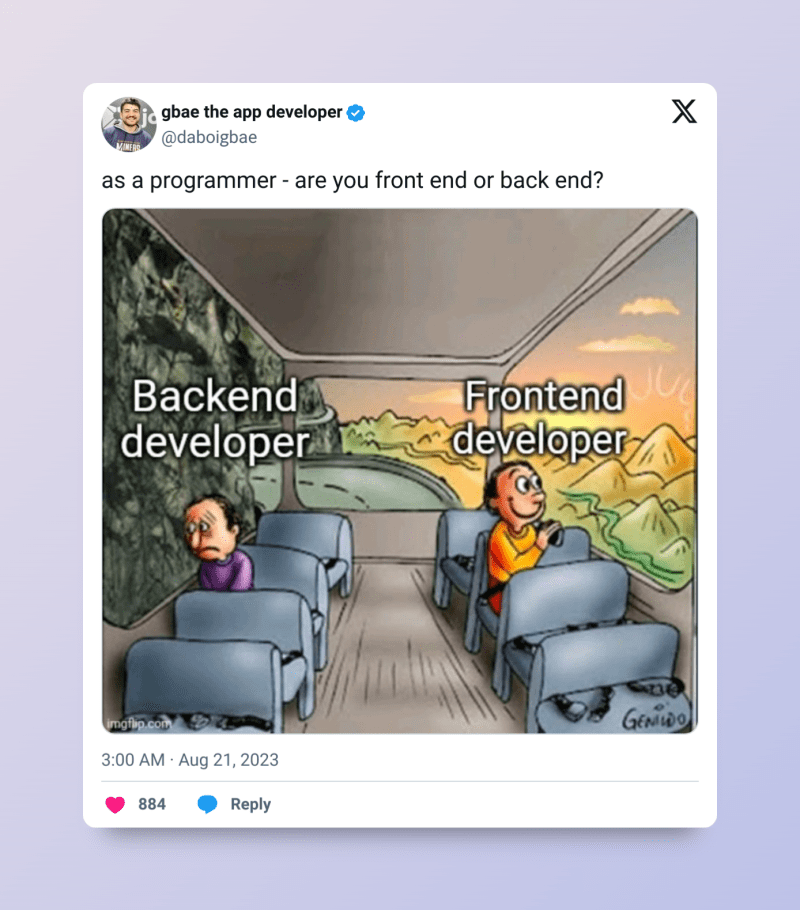 gbae the app developer
@daboigbae
as a programmer - are you front end or back end?
Backend
developer
Frontend
developer
imgflip.com
GENILDO
3:00 AM · Aug 21, 2023
884
Reply